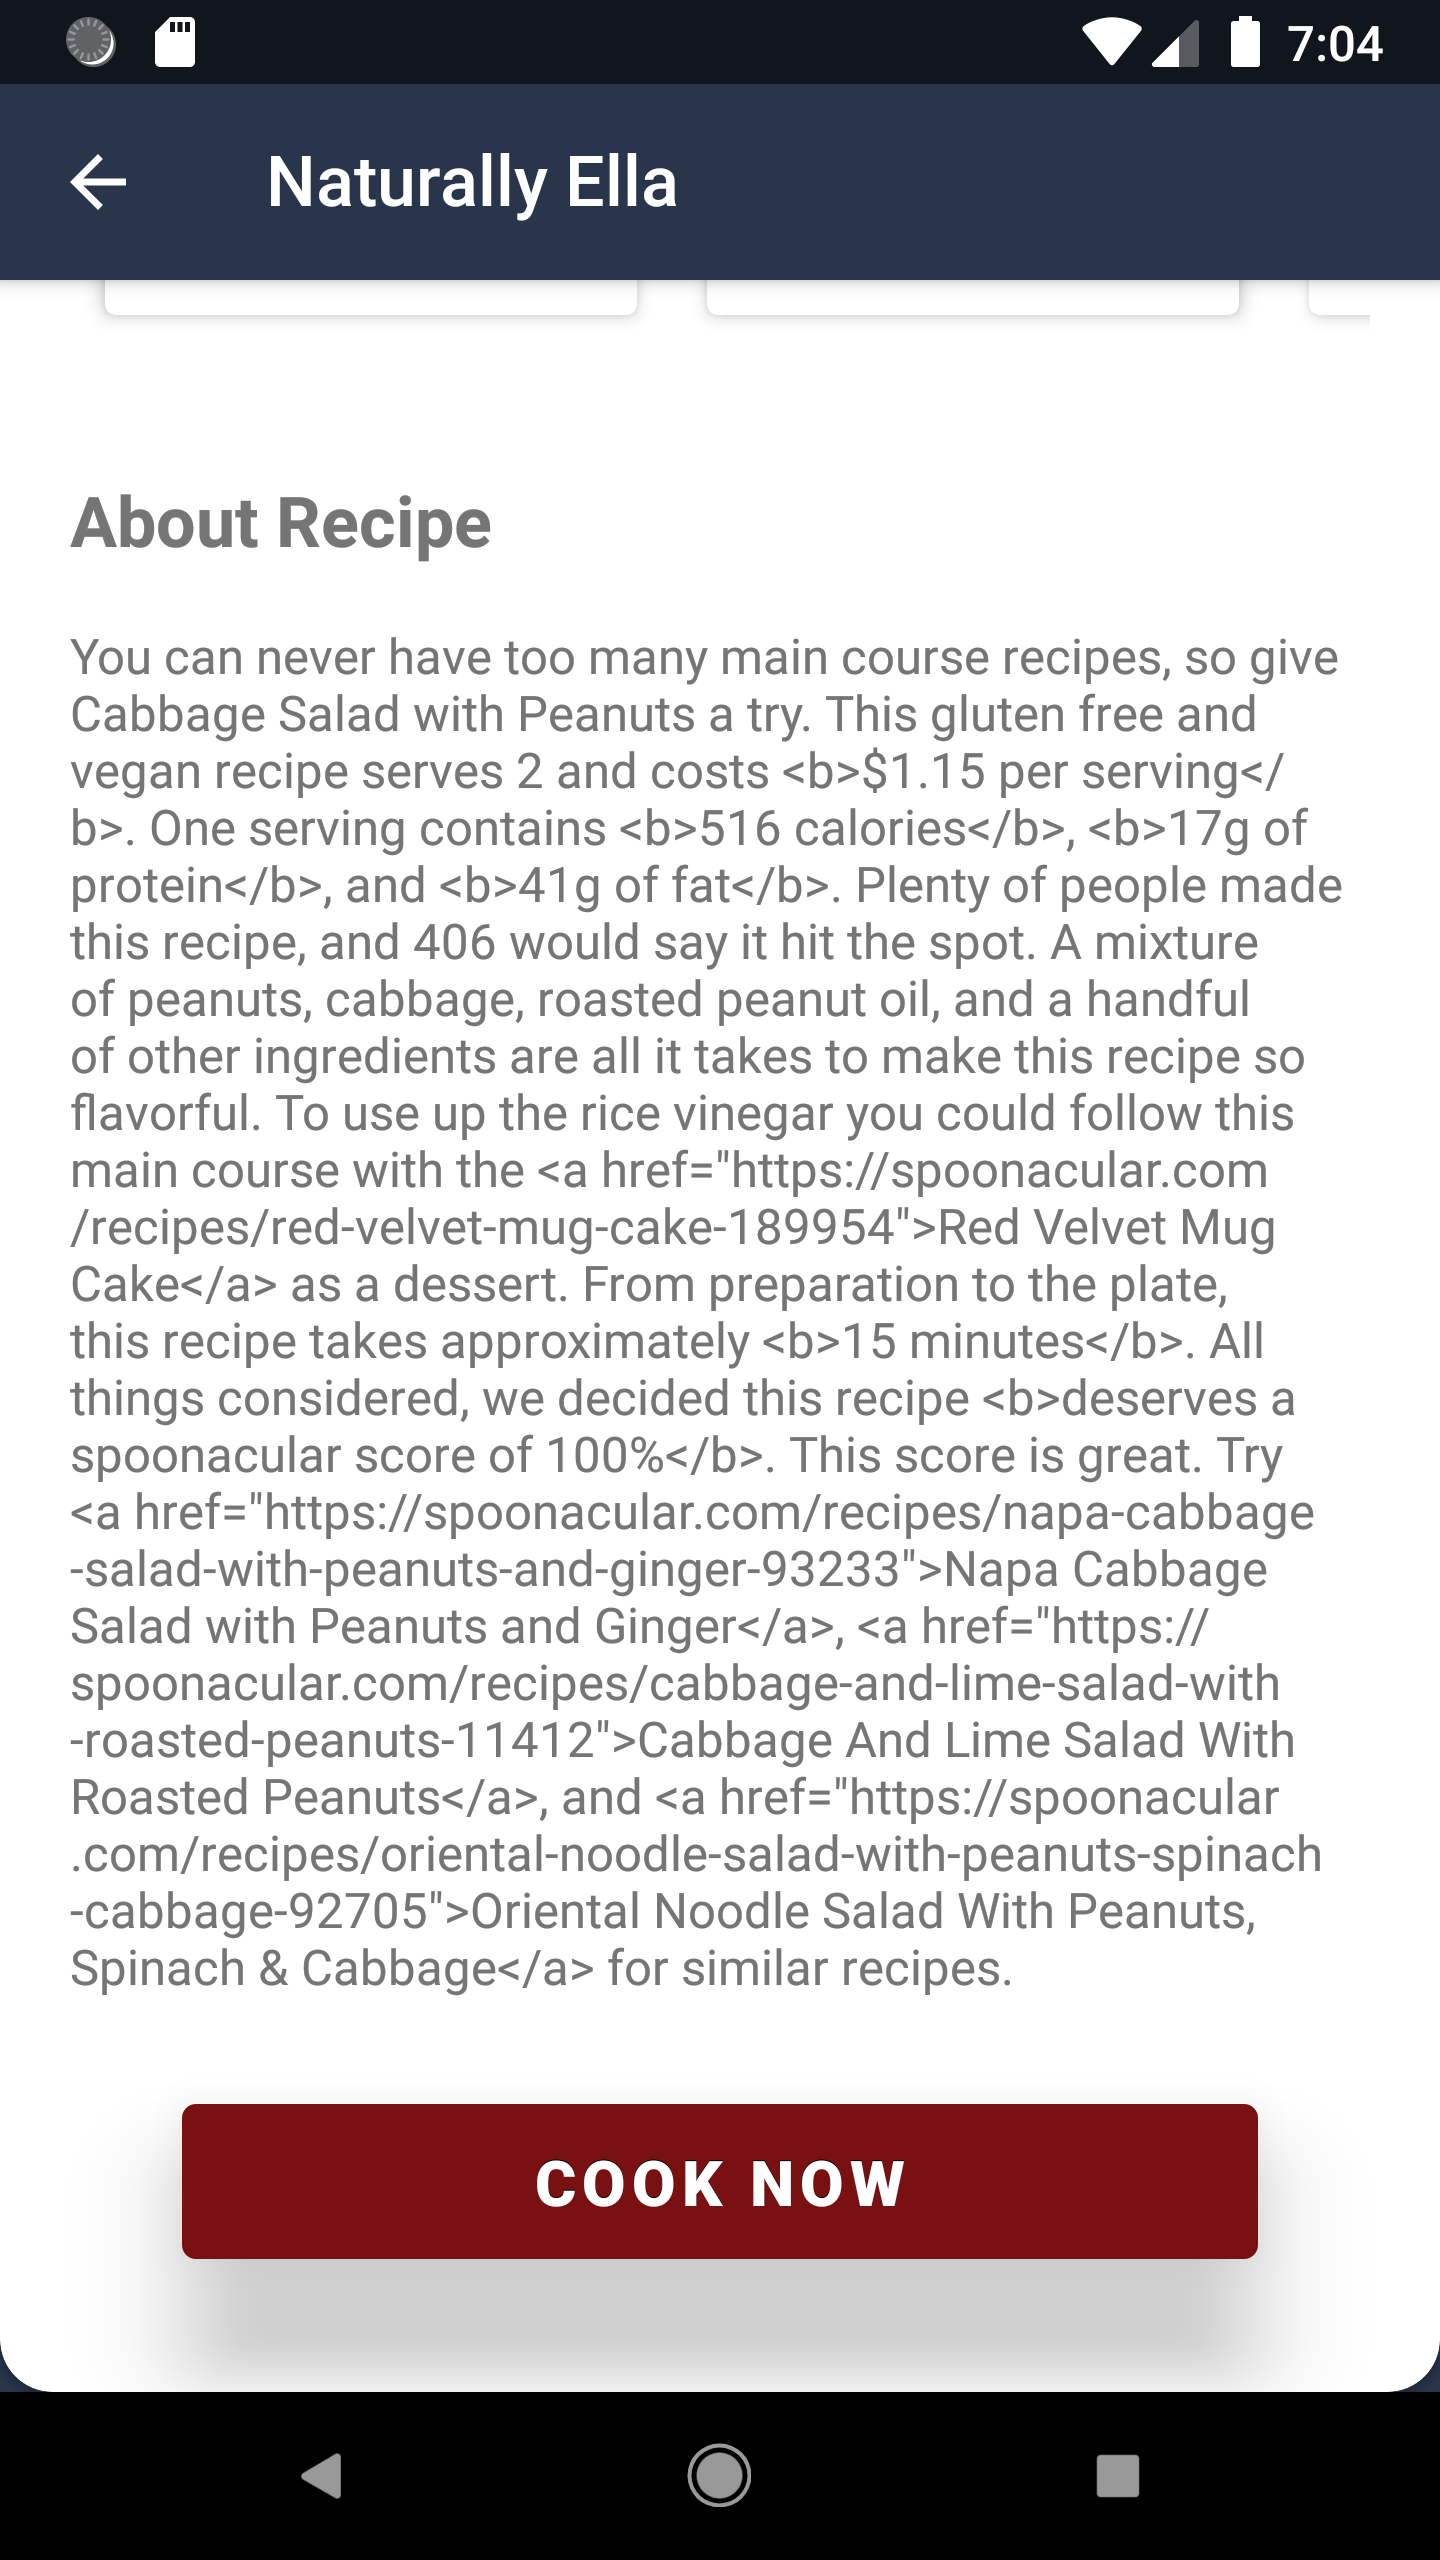 7:04
Naturally Ella
About Recipe
You can never have too many main course recipes, so give
Cabbage Salad with Peanuts a try. This gluten free and
vegan recipe serves 2 and costs <b>$1.15 per serving</
b>. One serving contains <b>516 calories</b>, <b>17g of
protein</b>, and <b>41g of fat</b>. Plenty of people made
this recipe, and 406 would say it hit the spot. A mixture
of peanuts, cabbage, roasted peanut oil, and a handful
of other ingredients are all it takes to make this recipe so
flavorful. To use up the rice vinegar you could follow this
main course with the <a href="https://spoonacular.com
/recipes/red-velvet-mug-cake-189954">Red Velvet Mug
Cake</a> as a dessert. From preparation to the plate,
this recipe takes approximately <b>15 minutes</b>. All
things considered, we decided this recipe <b>deserves a
spoonacular score of 100%</b>. This score is great. Try
<a href="https://spoonacular.com/recipes/napa-cabbage
-salad-with-peanuts-and-ginger-93233">Napa Cabbage
Salad with Peanuts and Ginger</a>, <a href="https://
spoonacular.com/recipes/cabbage-and-lime-salad-with
-roasted-peanuts-11412">Cabbage And Lime Salad With
Roasted Peanuts</a>, and <a href="https://spoonacular
.com/recipes/oriental-noodle-salad-with-peanuts-spinach
-cabbage-92705">Oriental Noodle Salad With Peanuts,
Spinach & Cabbage</a> for similar recipes.
COOK NOW